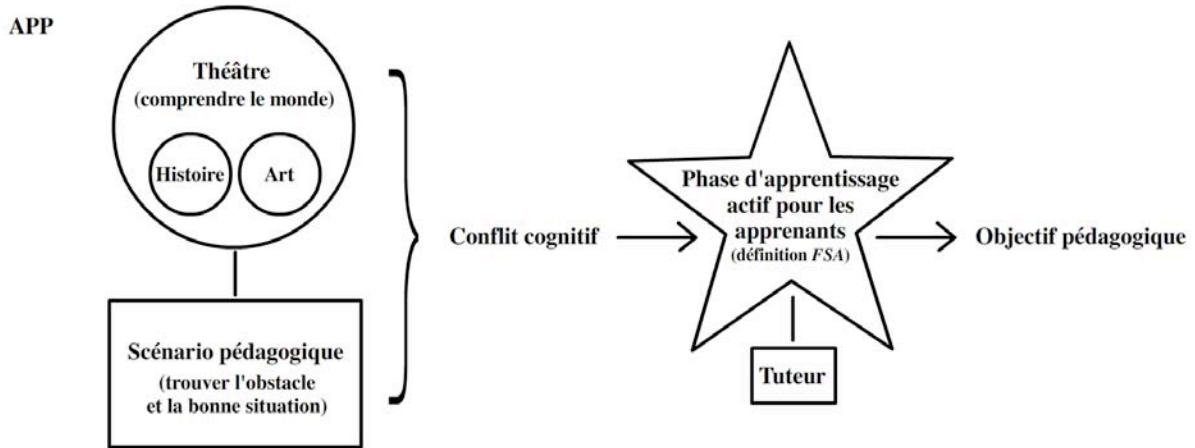 APP
Théâtre
(comprendre le monde)
Histoire
Art
Scénario pédagogique
(trouver l'obstacle
et la bonne situation)
Conflit cognitif
Phase d'apprentissage
actif pour les
apprenants
(définition FSA)
Tuteur
Objectif pédagogique